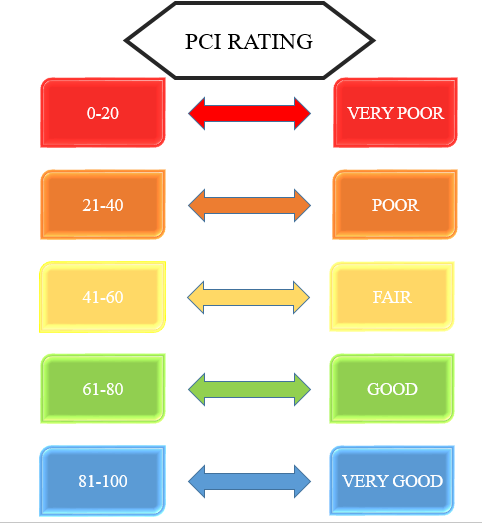 PCI RATING
0-20
VERY POOR
21-40
POOR
41-60
FAIR
61-80
GOOD
81-100
VERY GOOD